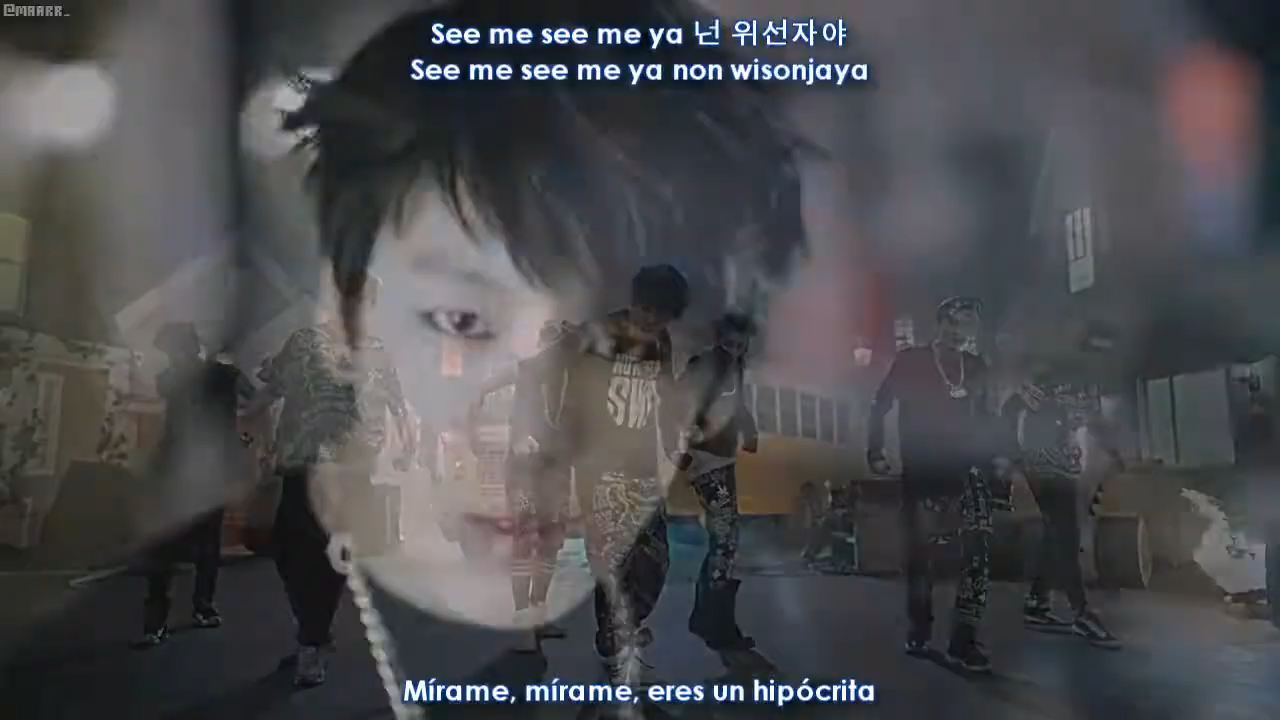 @MAARR_
See me see me ya 넌 위선자야
See me see me ya non wisonjaya
Mírame, mírame, eres un hipócrita